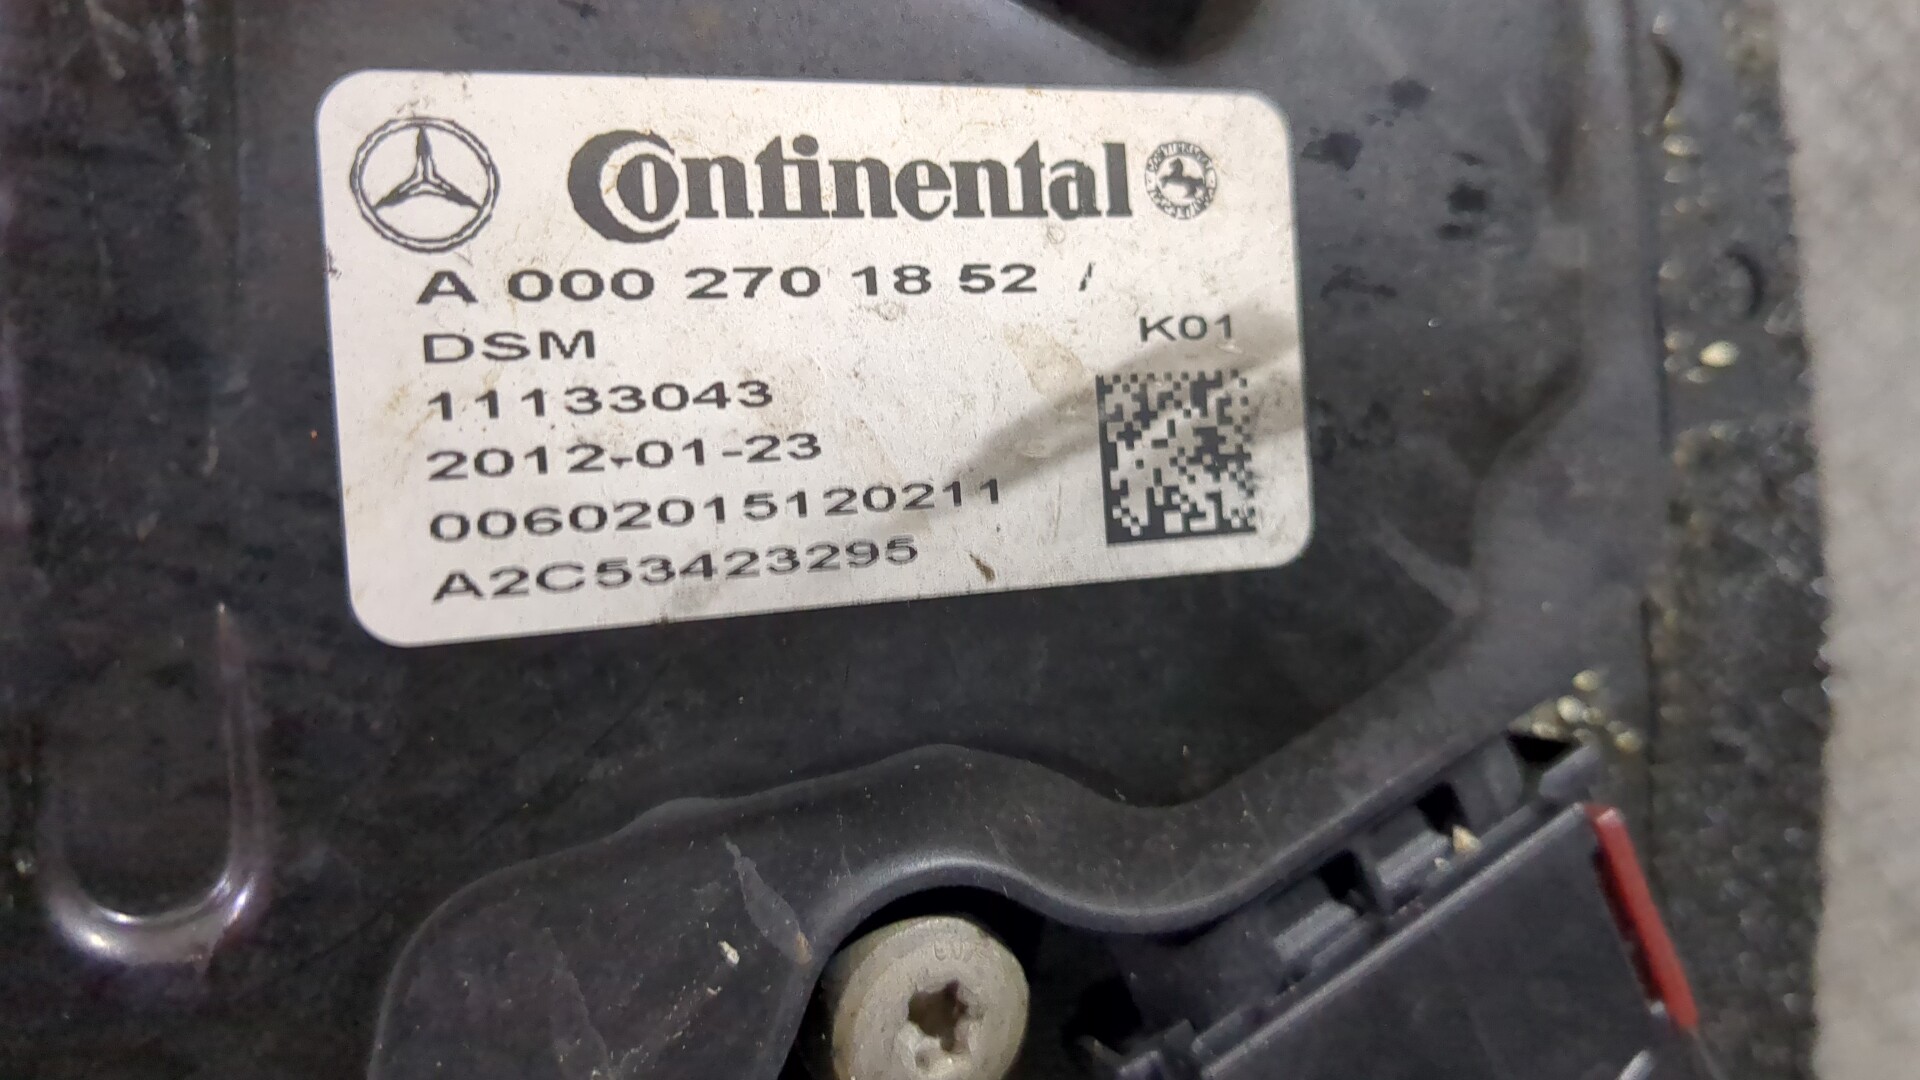 Continental
A 000 270 18 52 /
DSM
K01
11133043
2012-01-23
00602015120211
A2C53423295